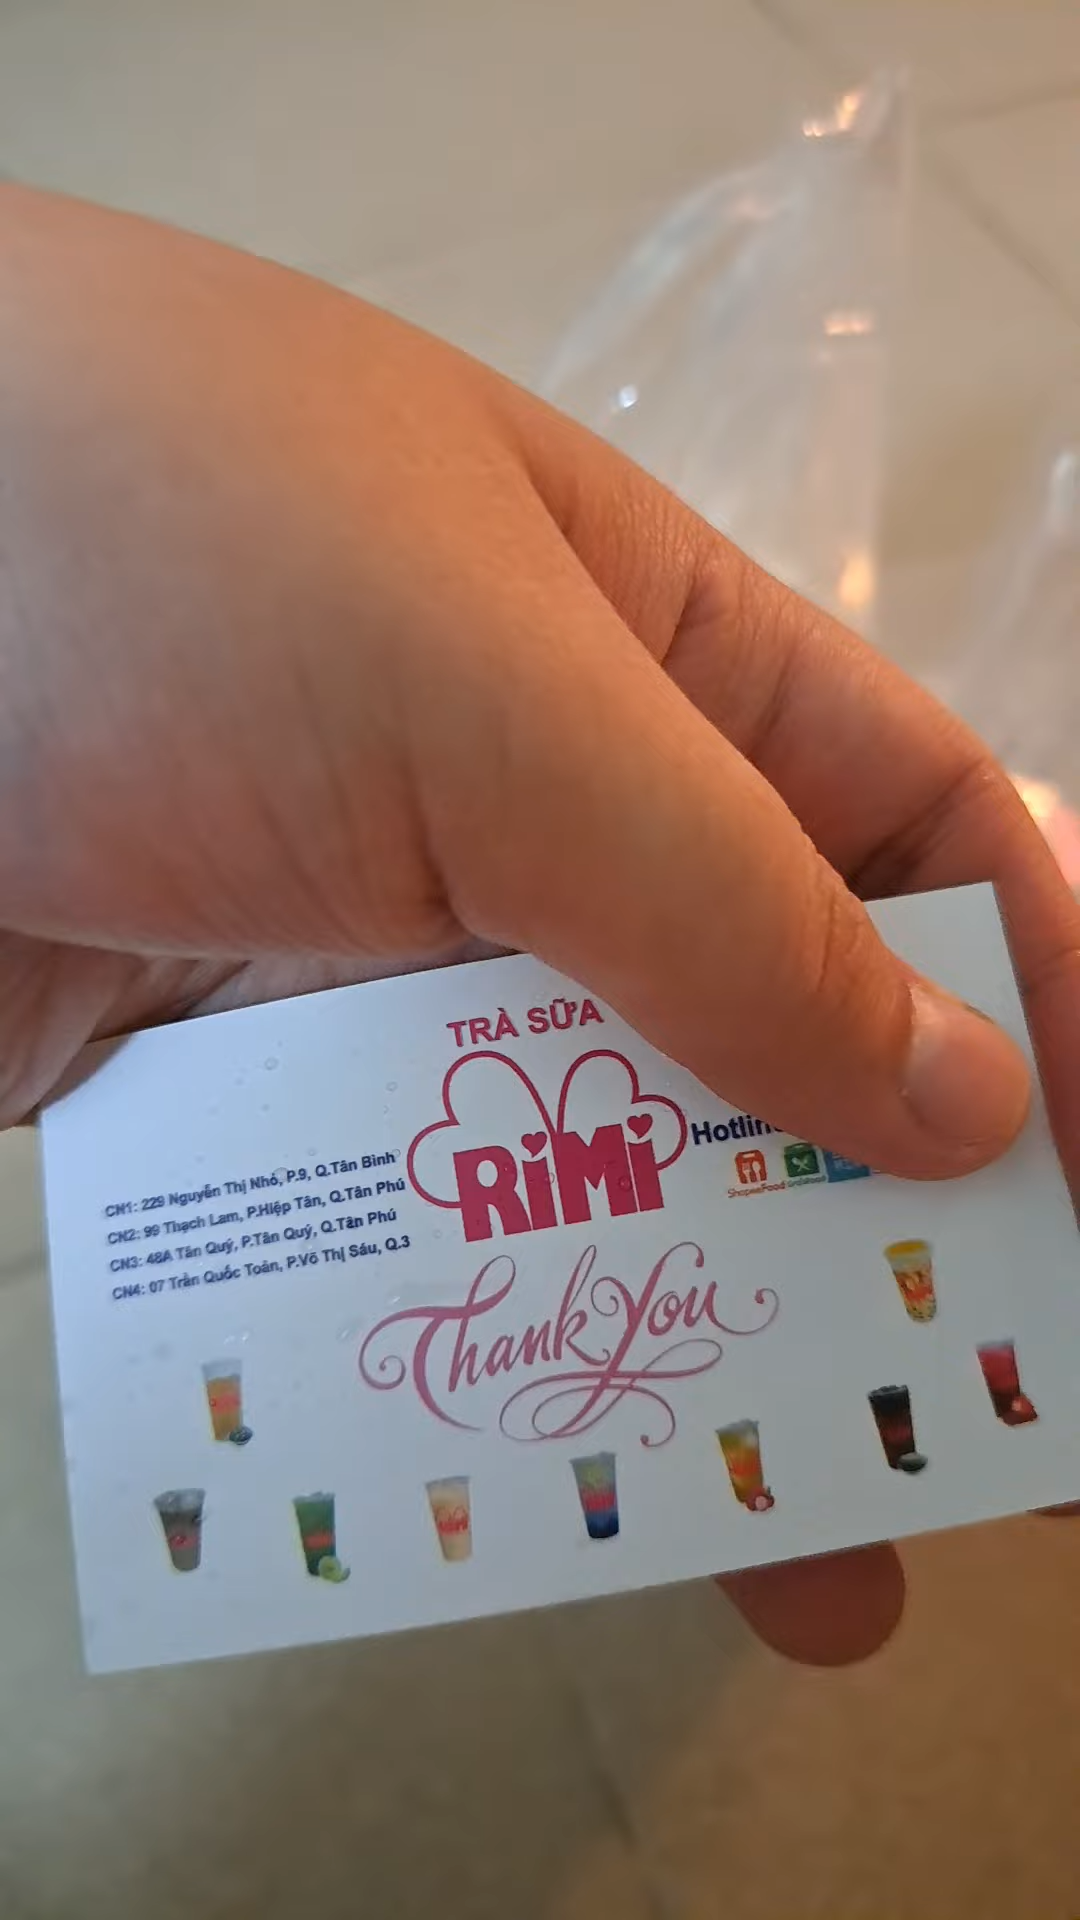 TRÀ SỮA
RiMi
CN1: 229 Nguyễn Thị Nhỏ, P.9, Q.Tân Bình
CN2: 99 Thạch Lam, P.Hiệp Tân, Q.Tân Phú
CN3: 48A Tân Quý, P.Tân Quý, Q.Tân Phú
CN4: 07 Trần Quốc Toản, P.Võ Thị Sáu, Q.3
ShopeeFood GrabFood
Thank You